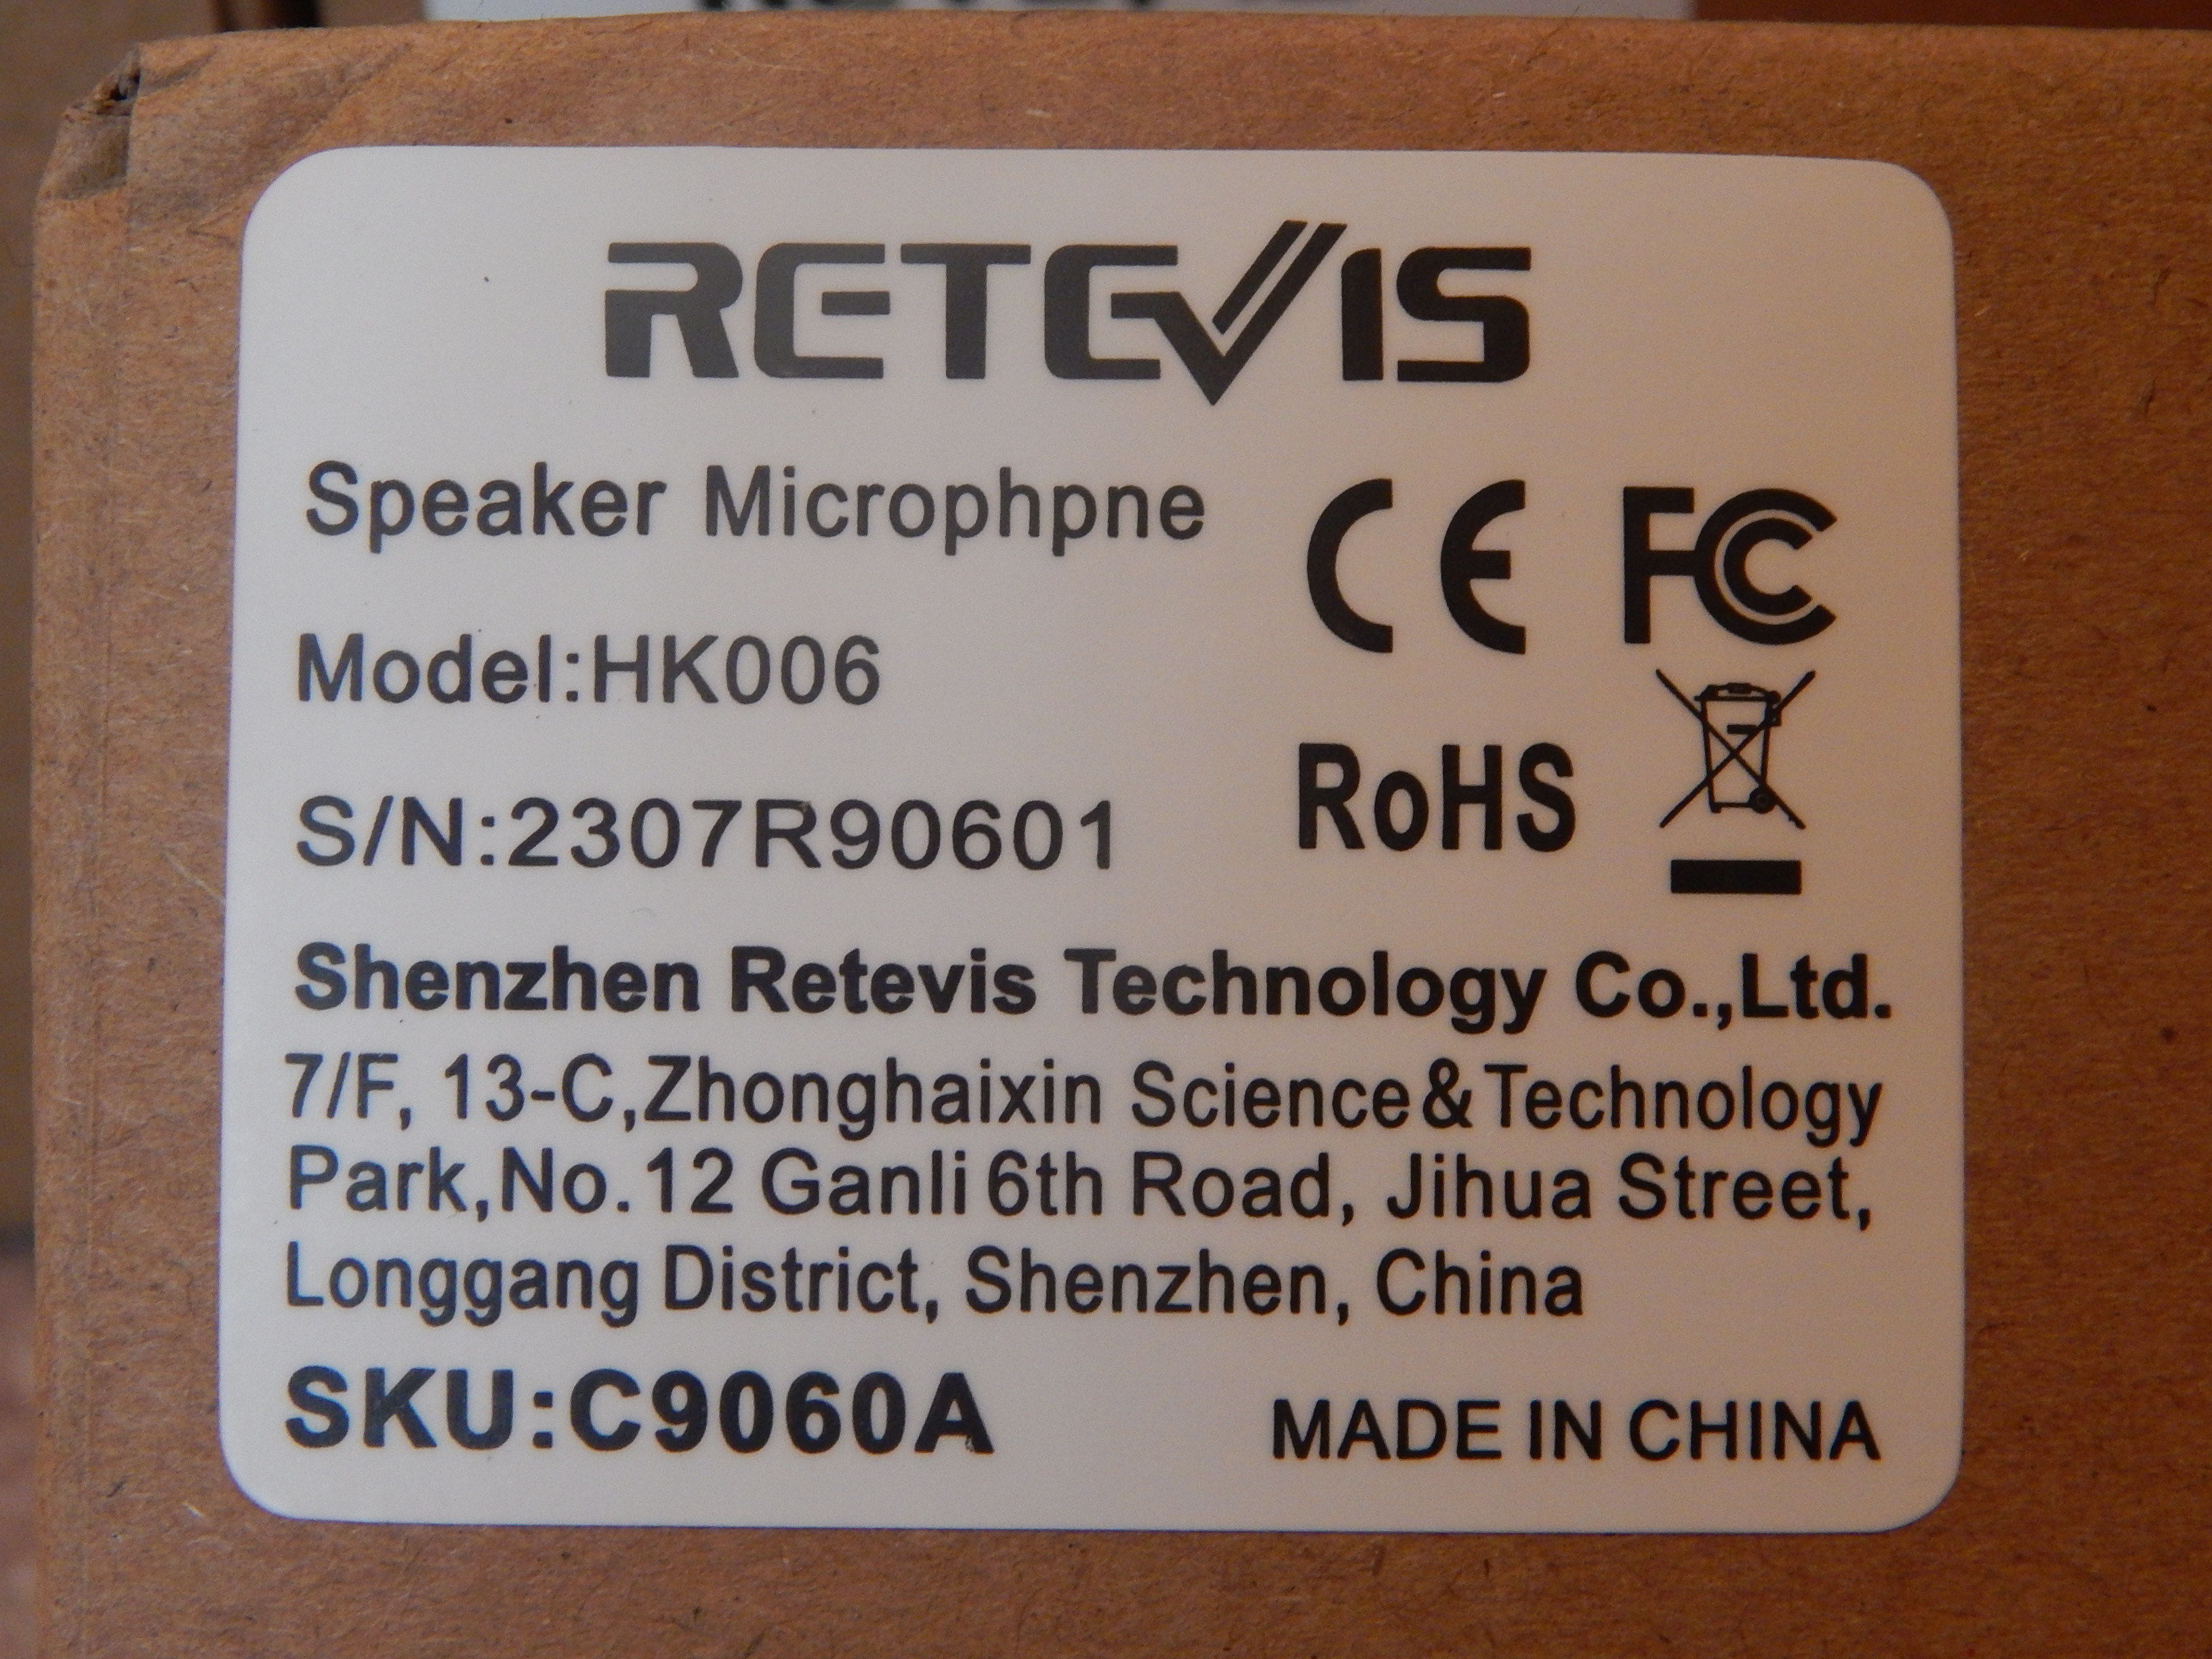 RETEVIS
Speaker Microphpne
CE FC
Model:HK006
RoHS
S/N:2307R90601
Shenzhen Retevis Technology Co.,Ltd.
7/F, 13-C,Zhonghaixin Science&Technology
Park,No.12 Ganli 6th Road, Jihua Street,
Longgang District, Shenzhen, China
SKU:C9060A
MADE IN CHINA